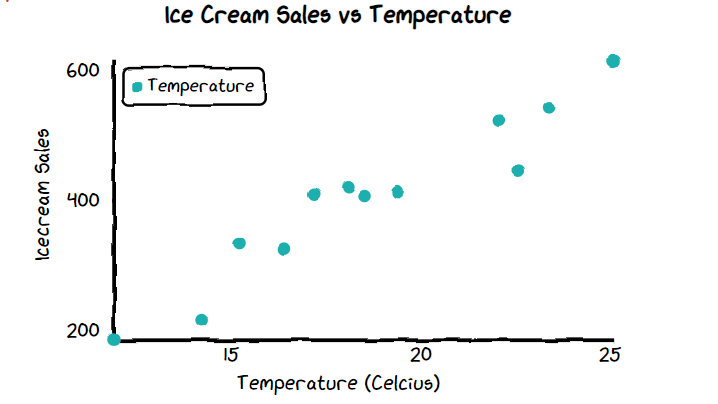 Ice Cream Sales vs Temperature
600
Temperature
Icecream Sales
400
200
15
20
25
Temperature (Celcius)